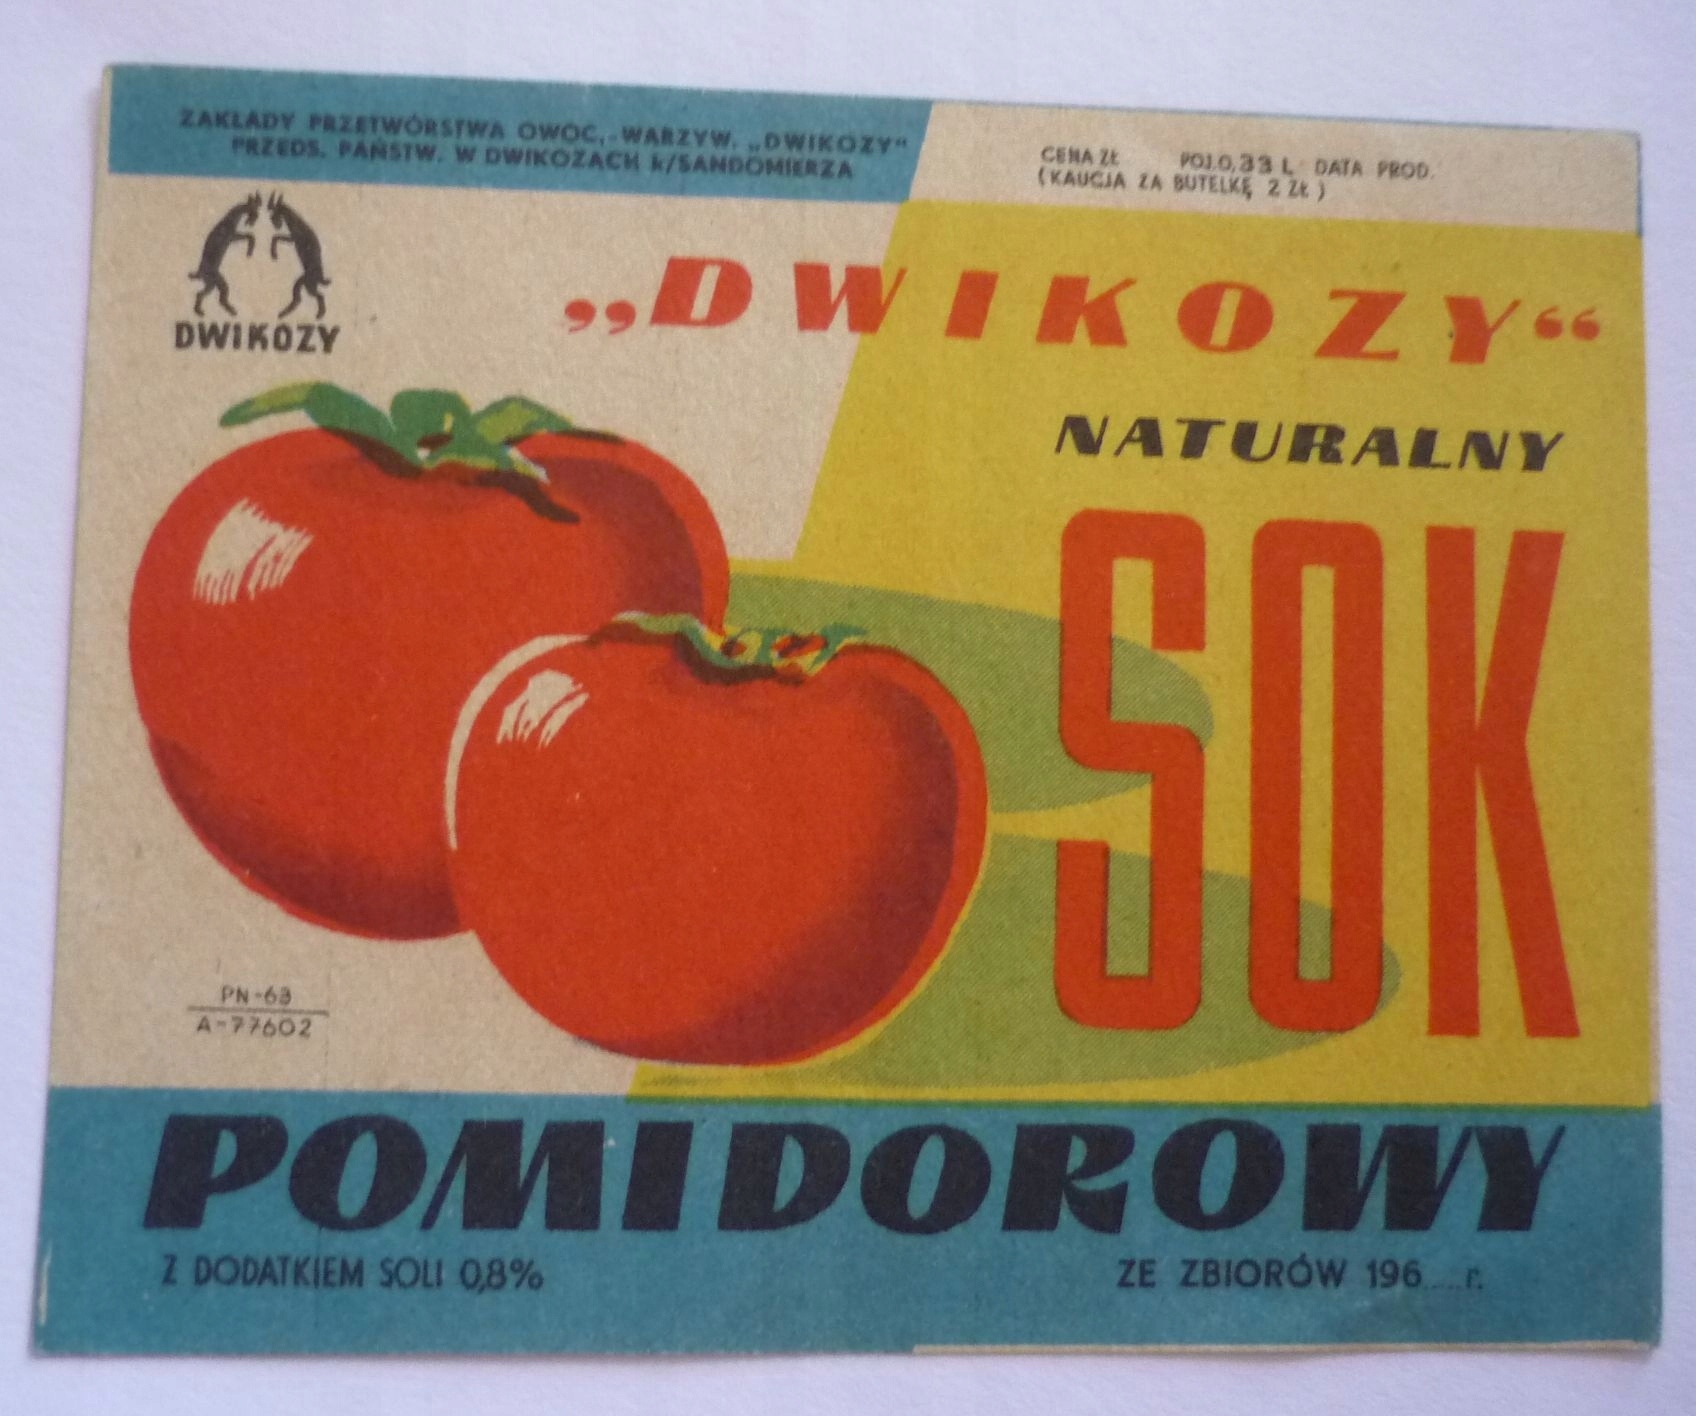 ZAKŁADY PRZETWÓRSTWA OWOC.-WARZYW. „DWIKOZY"
PRZEDS. PAŃSTW. W DWIKOZACH k/SANDOMIERZA
CENA ZŁ POJ.0,33 L DATA PROD.
(KAUCJA ZA BUTELKĘ 2 ZŁ)
DWIKOZY
„DWIKOZY“
NATURALNY
SOK
PN-63
A-77602
POMIDOROWY
Z DODATKIEM SOLI 0,8%
ZE ZBIORÓW 196.....r.